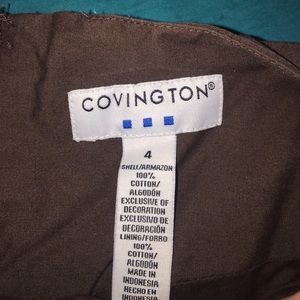 COVINGTON®
4
SHELL/ARMAZON
100%
COTTON/
ALGODÓN
EXCLUSIVE OF
DECORATION
EXCLUSIVO DE
DECORACIÓN
LINING/FORRO
100%
COTTON/
ALGODÓN
MADE IN
INDONESIA
HECHO EN
INDONESIA